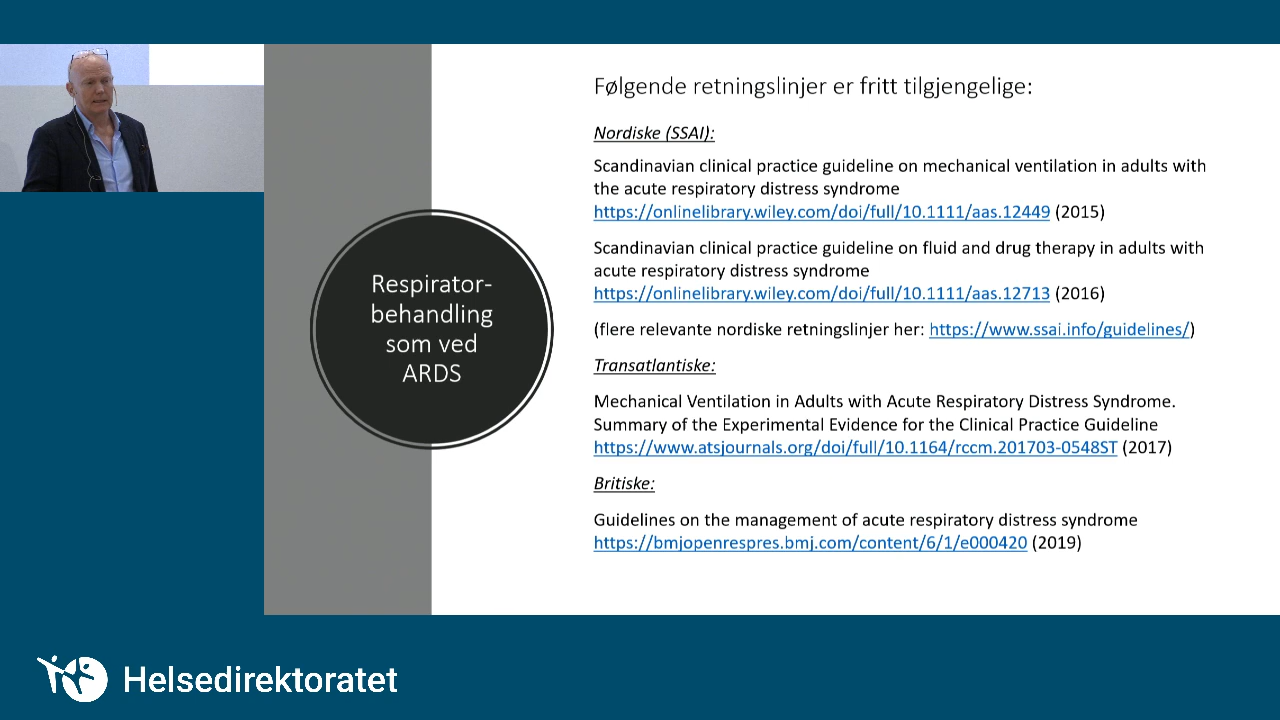 Respirator-
behandling
som ved
ARDS
Følgende retningslinjer er fritt tilgjengelige:
Nordiske (SSAI):
Scandinavian clinical practice guideline on mechanical ventilation in adults with
the acute respiratory distress syndrome
https://onlinelibrary.wiley.com/doi/full/10.1111/aas.12449 (2015)
Scandinavian clinical practice guideline on fluid and drug therapy in adults with
acute respiratory distress syndrome
https://onlinelibrary.wiley.com/doi/full/10.1111/aas.12713 (2016)
(flere relevante nordiske retningslinjer her: https://www.ssai.info/guidelines/)
Transatlantiske:
Mechanical Ventilation in Adults with Acute Respiratory Distress Syndrome.
Summary of the Experimental Evidence for the Clinical Practice Guideline
https://www.atsjournals.org/doi/full/10.1164/rccm.201703-0548ST (2017)
Britiske:
Guidelines on the management of acute respiratory distress syndrome
https://bmjopenrespres.bmj.com/content/6/1/e000420 (2019)
Helsedirektoratet